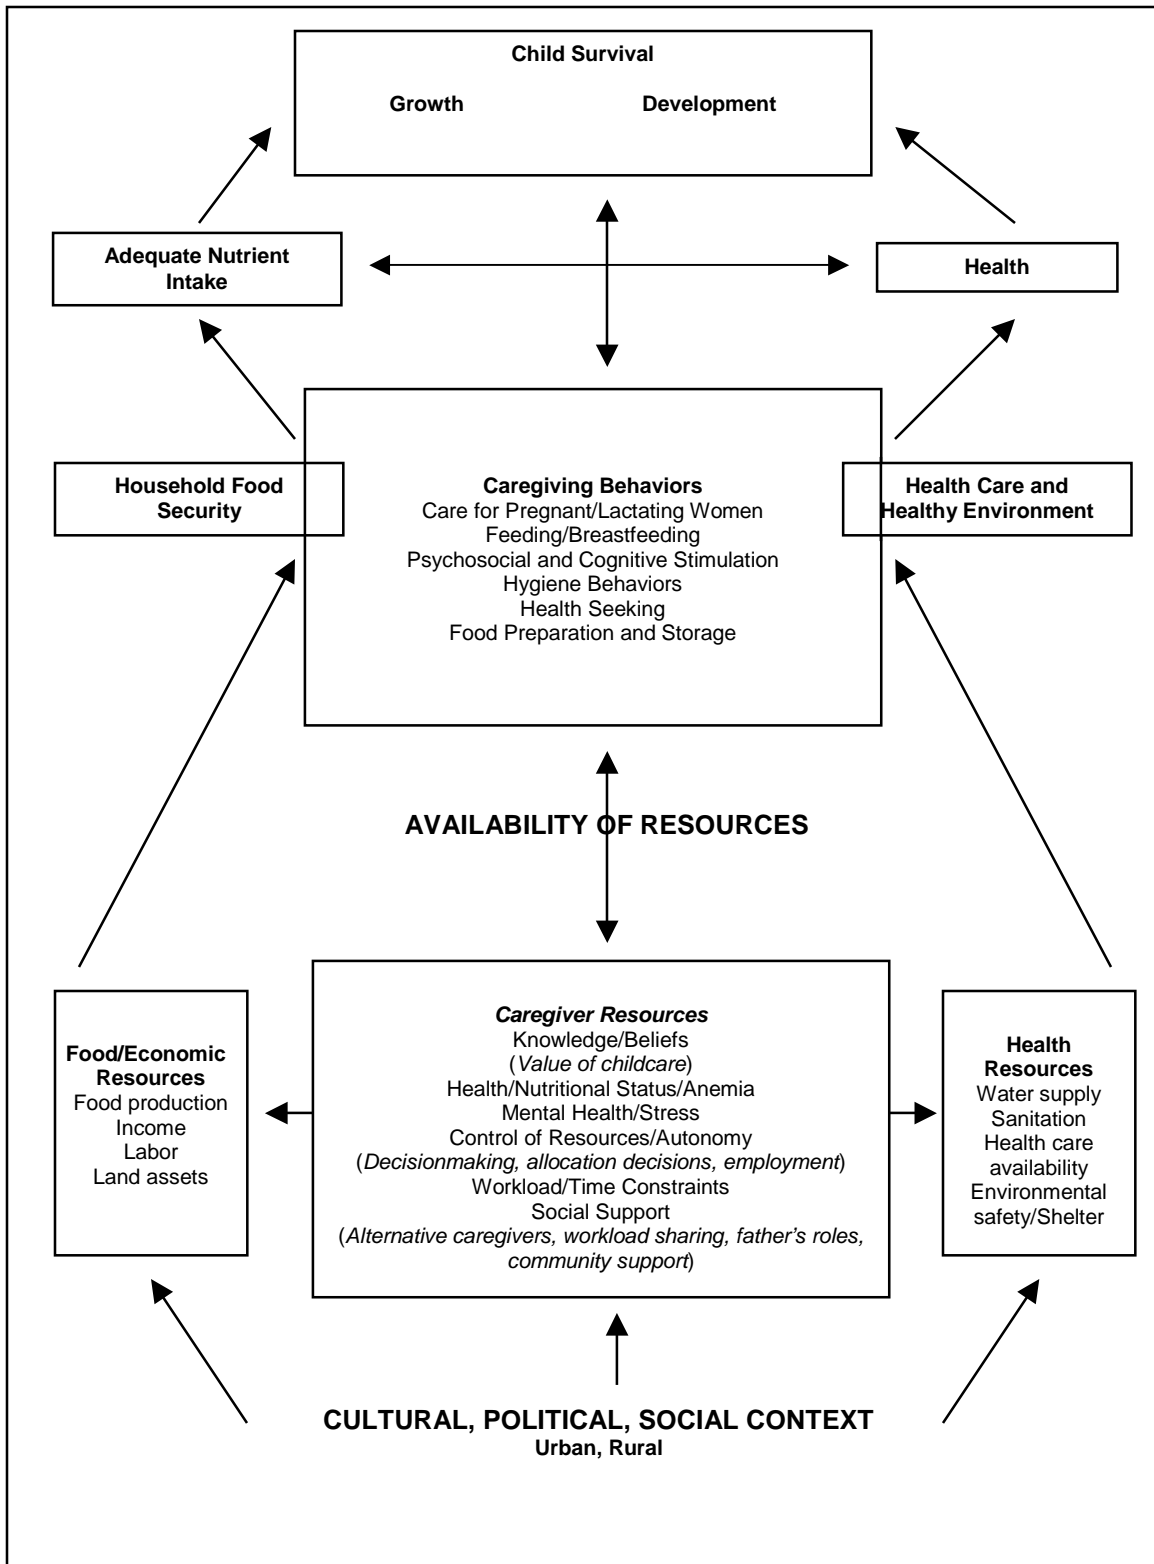 Child Survival
Growth Development
Adequate Nutrient
Intake
Health
Household Food
Security
Caregiving Behaviors
Care for Pregnant/Lactating Women
Feeding/Breastfeeding
Psychosocial and Cognitive Stimulation
Hygiene Behaviors
Health Seeking
Food Preparation and Storage
Health Care and
Healthy Environment
AVAILABILITY OF RESOURCES
Food/Economic
Resources
Food production
Income
Labor
Land assets
Caregiver Resources
Knowledge/Beliefs
(Value of childcare)
Health/Nutritional Status/Anemia
Mental Health/Stress
Control of Resources/Autonomy
(Decisionmaking, allocation decisions, employment)
Workload/Time Constraints
Social Support
(Alternative caregivers, workload sharing, father's roles,
community support)
Health
Resources
Water supply
Sanitation
Health care
availability
Environmental
safety/Shelter
CULTURAL, POLITICAL, SOCIAL CONTEXT
Urban, Rural